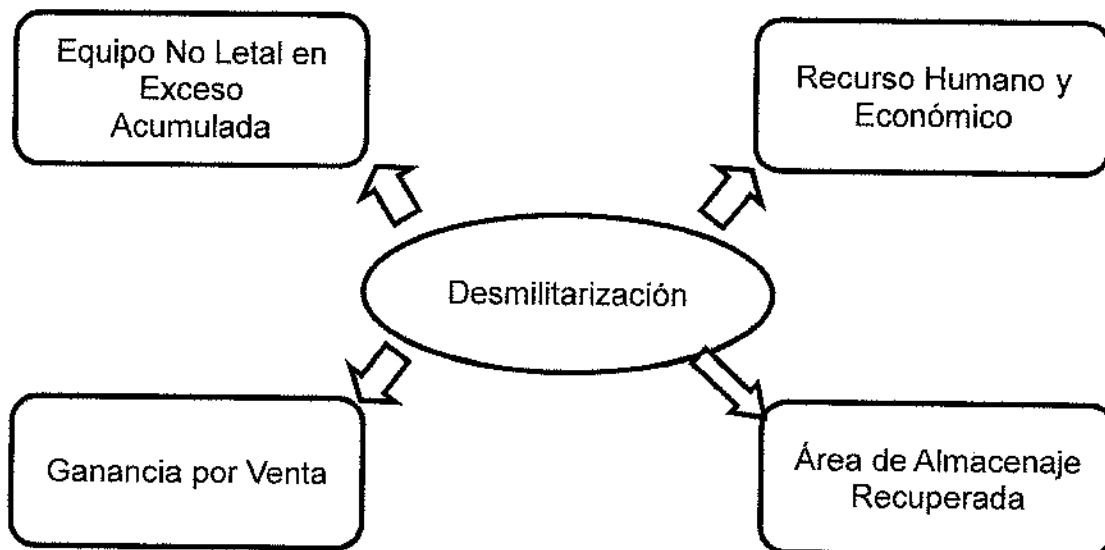 Equipo No Letal en
Exceso
Acumulada
Recurso Humano y
Económico
Desmilitarización
Ganancia por Venta
Área de Almacenaje
Recuperada